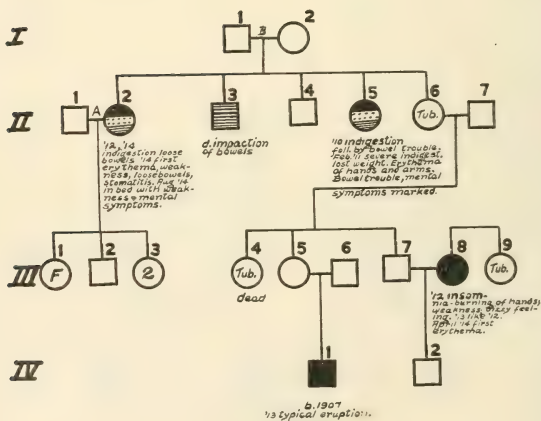 I
1
B
2
II
1
A
2
3
4
5
6
Tub.
7
'12, '14
indigestion loose
bowels '14 first
erythema, weak-
ness, loosebowels,
stomatitis. Aug '14
in bed with weak-
ness & mental
symptoms.
d. impaction
of bowels
'10 indigestion
foll. by bowel trouble,
Feb. '11 severe indigest.
lost weight. Erythema
of hands and arms.
Bowel trouble, mental
symptoms marked.
III
1
F
2
3
2
4
Tub.
dead
5
6
7
8
9
Tub.
'12 insom-
nia-burning of hands,
weakness, dizzy feel-
ing. '13 like '12.
April '14 first
erythema.
IV
1
2
b. 1907
'13 typical eruption.